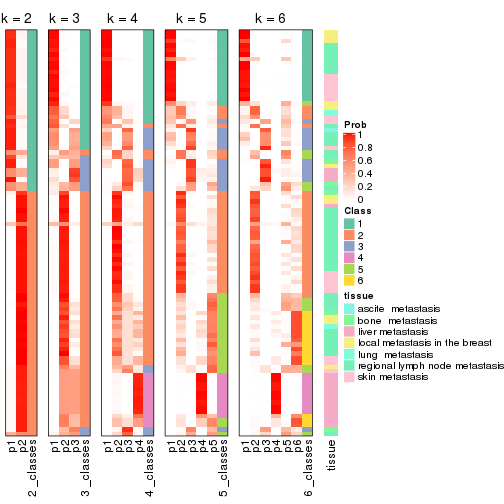 k = 2
k = 3
k = 4
k = 5
k = 6
Prob
1
0.8
0.6
0.4
0.2
0
Class
1
2
3
4
5
6
tissue
ascite metastasis
bone metastasis
liver metastasis
local metastasis in the breast
lung metastasis
regional lymph node metastasis
skin metastasis
p1
p2
2_classes
p1
p2
p3
3_classes
p1
p2
p3
p4
4_classes
p1
p2
p3
p4
p5
5_classes
p1
p2
p3
p4
p5
p6
6_classes
tissue